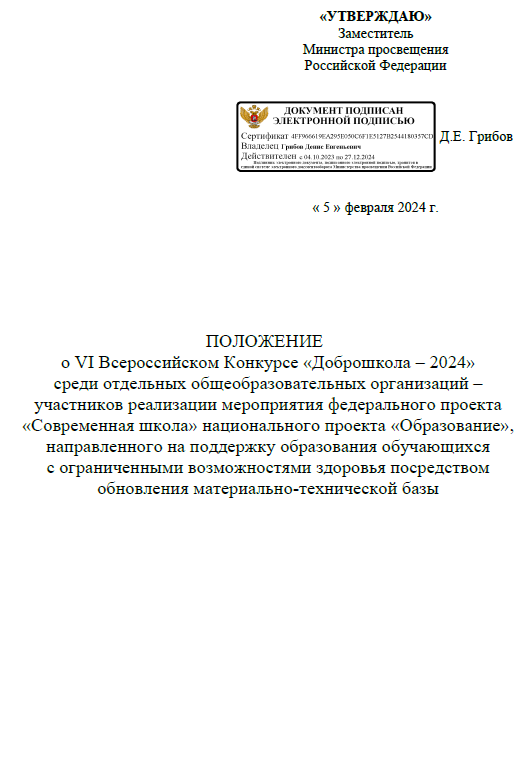 «УТВЕРЖДАЮ»
Заместитель
Министра просвещения
Российской Федерации
ДОКУМЕНТ ПОДПИСАН
ЭЛЕКТРОННОЙ ПОДПИСЬЮ
Сертификат 4FF966619EA295E050C6F1E5127B2544180357CD
Владелец Грибов Денис Евгеньевич
Действителен с 04.10.2023 по 27.12.2024
Д.Е. Грибов
« 5 » февраля 2024 г.
ПОЛОЖЕНИЕ
о VI Всероссийском Конкурсе «Доброшкола – 2024»
среди отдельных общеобразовательных организаций –
участников реализации мероприятия федерального проекта
«Современная школа» национального проекта «Образование»,
направленного на поддержку образования обучающихся
с ограниченными возможностями здоровья посредством
обновления материально-технической базы